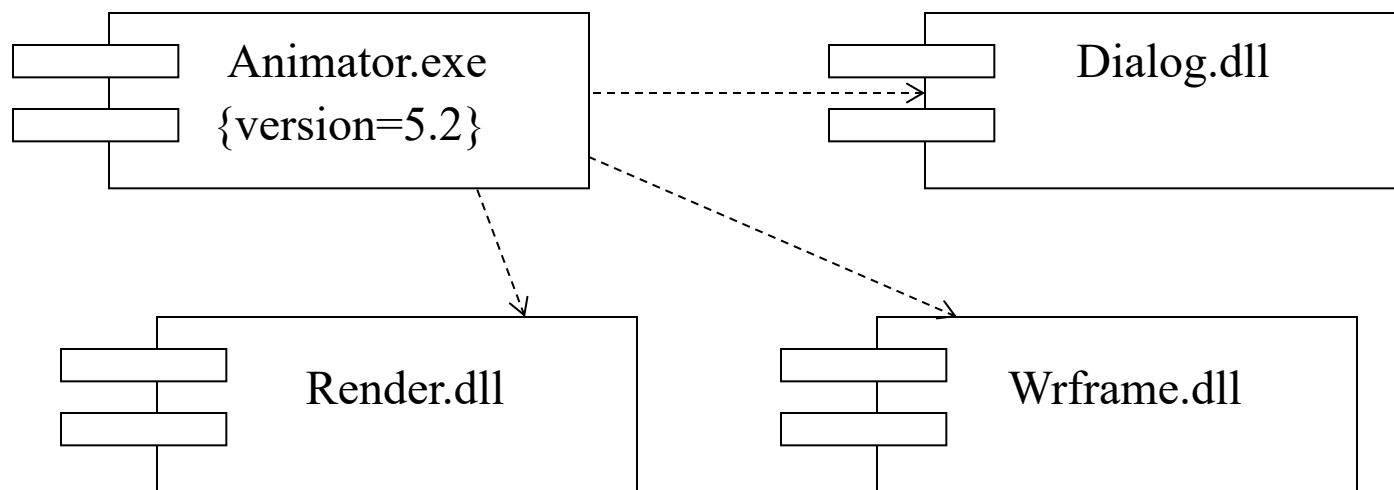 Animator.exe
{version=5.2}
Dialog.dll
Render.dll
Wrframe.dll